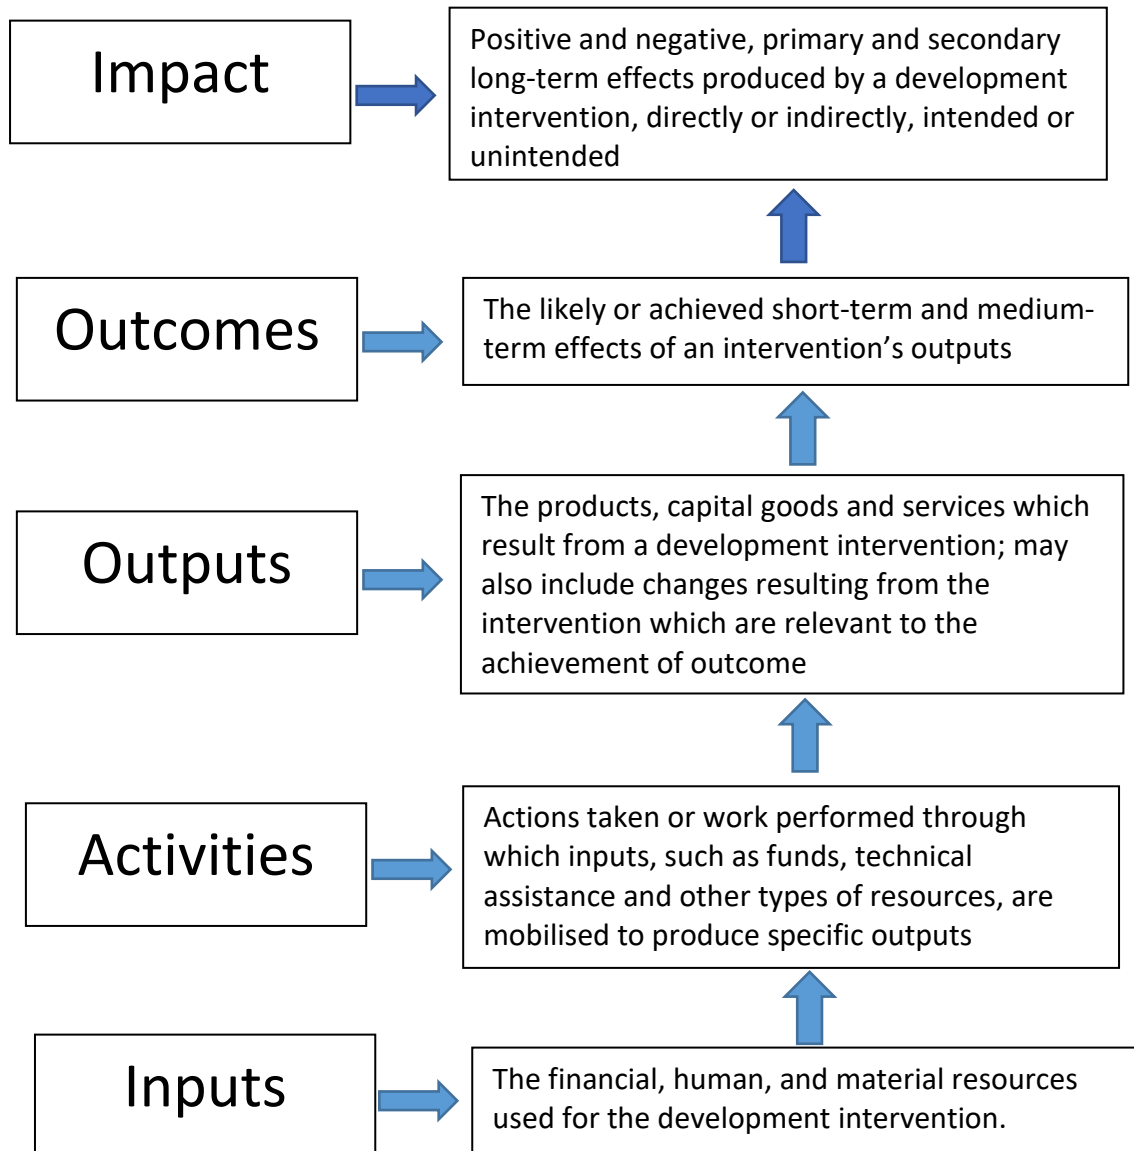 Impact
Positive and negative, primary and secondary
long-term effects produced by a development
intervention, directly or indirectly, intended or
unintended
Outcomes
The likely or achieved short-term and medium-
term effects of an intervention’s outputs
Outputs
The products, capital goods and services which
result from a development intervention; may
also include changes resulting from the
intervention which are relevant to the
achievement of outcome
Activities
Actions taken or work performed through
which inputs, such as funds, technical
assistance and other types of resources, are
mobilised to produce specific outputs
Inputs
The financial, human, and material resources
used for the development intervention.